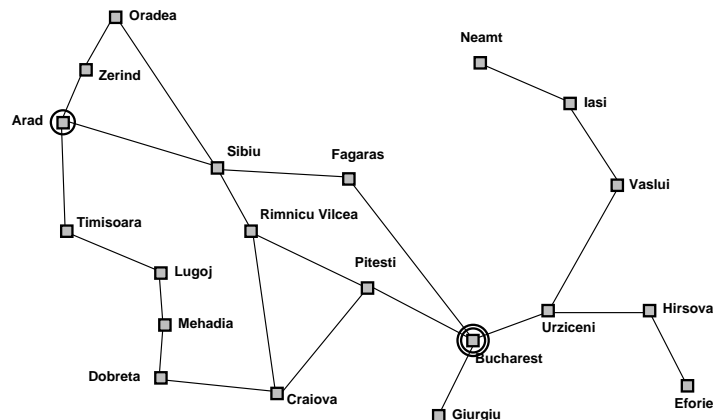 Oradea
Neamt
Zerind
Iasi
Arad
Sibiu
Fagaras
Vaslui
Timisoara
Rimnicu Vilcea
Pitesti
Lugoj
Hirsova
Mehadia
Urziceni
Bucharest
Dobreta
Craiova
Eforie
Giurgiu